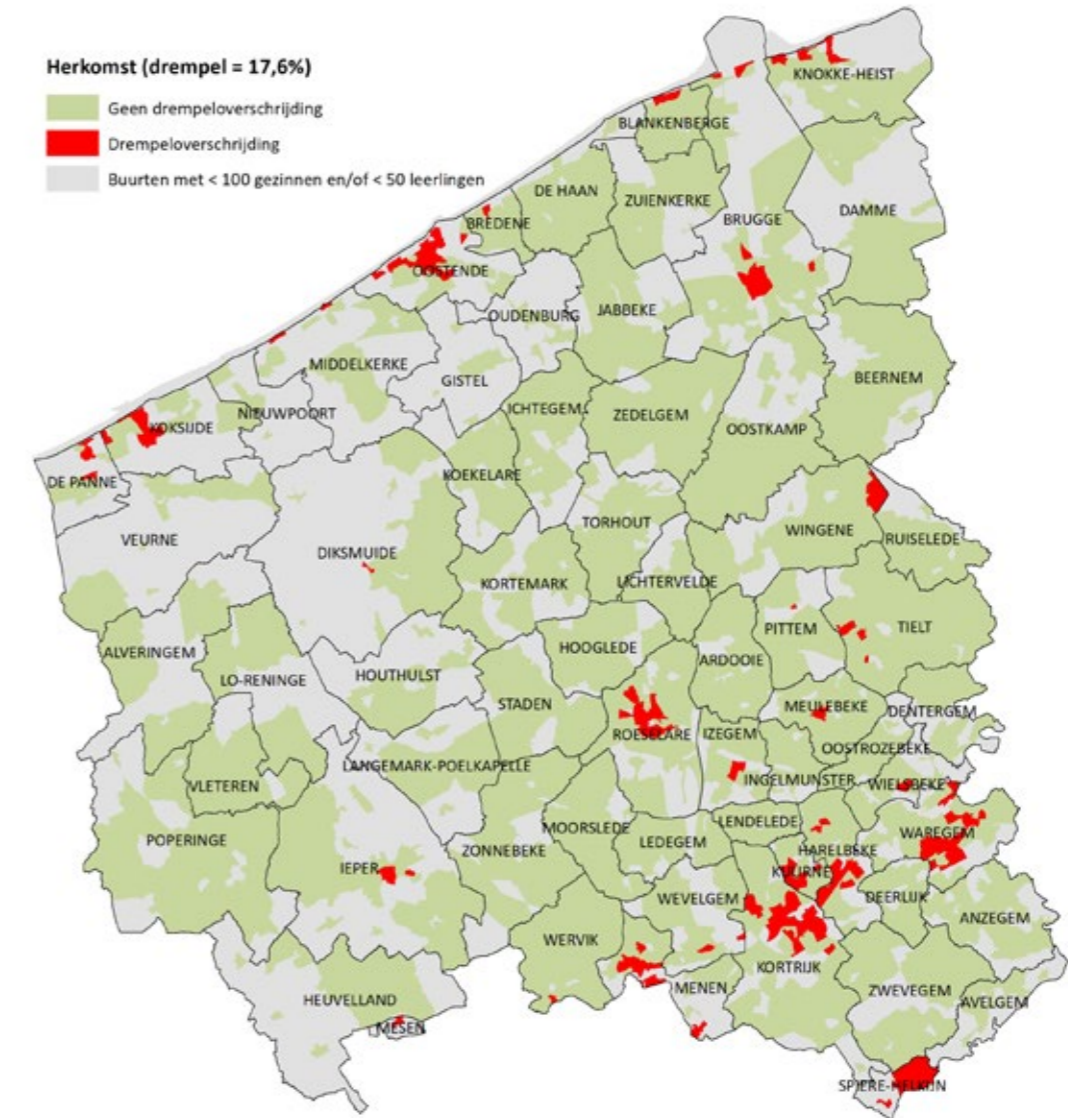 Herkomst (drempel = 17,6%)
Geen drempeloverschrijding
Drempeloverschrijding
Buurten met < 100 gezinnen en/of < 50 leerlingen
KNOKKE-HEIST
BLANKENBERGE
DE HAAN
ZUIENKERKE
BRUGGE
DAMME
BREDENE
OOSTENDE
OUDENBURG
JABBEKE
MIDDELKERKE
GISTEL
BEERNEM
NIEUWPOORT
ICHTEGEM
ZEDELGEM
OOSTKAMP
KOKSIJDE
KOEKELARE
DE PANNE
TORHOUT
WINGENE
RUISELEDE
VEURNE
DIKSMUIDE
KORTEMARK
LICHTERVELDE
PITTEM
TIELT
ALVERINGEM
HOOGLEDE
ARDOOIE
LO-RENINGE
HOUTHULST
STADEN
MEULEBEKE
DENTERGEM
ROESELARE
IZEGEM
OOSTROZEBEKE
LANGEMARK-POELKAPELLE
INGELMUNSTER
WIELSBEKE
VLETEREN
MOORSLEDE
LENDELEDE
WAREGEM
POPERINGE
ZONNEBEKE
LEDEGEM
HARELBEKE
IEPER
KUURNE
WEVELGEM
DEERLIJK
ANZEGEM
WERVIK
KORTRIJK
MENEN
ZWEVEGEM
AVELGEM
HEUVELLAND
MESEN
SPIERE-HELKIJN